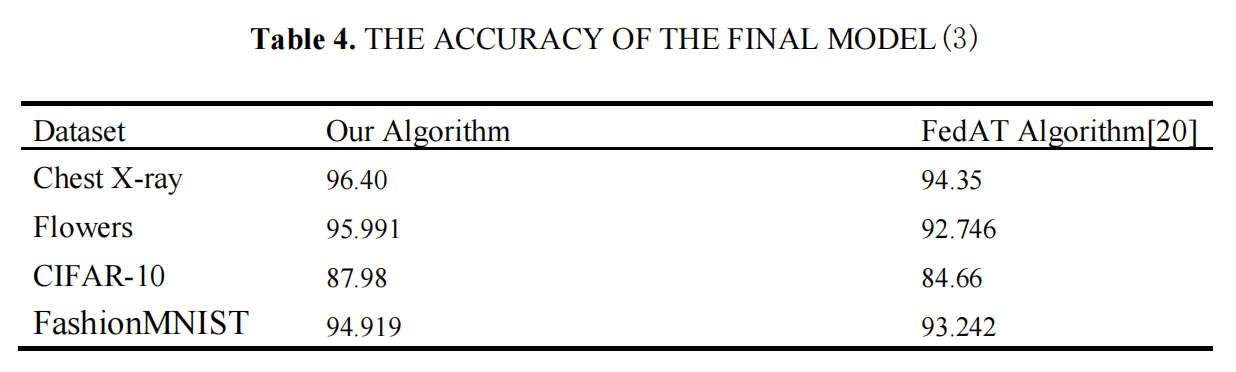 Table 4. THE ACCURACY OF THE FINAL MODEL（3）
Dataset Our Algorithm FedAT Algorithm[20]
Chest X-ray 96.40 94.35
Flowers 95.991 92.746
CIFAR-10 87.98 84.66
FashionMNIST 94.919 93.242